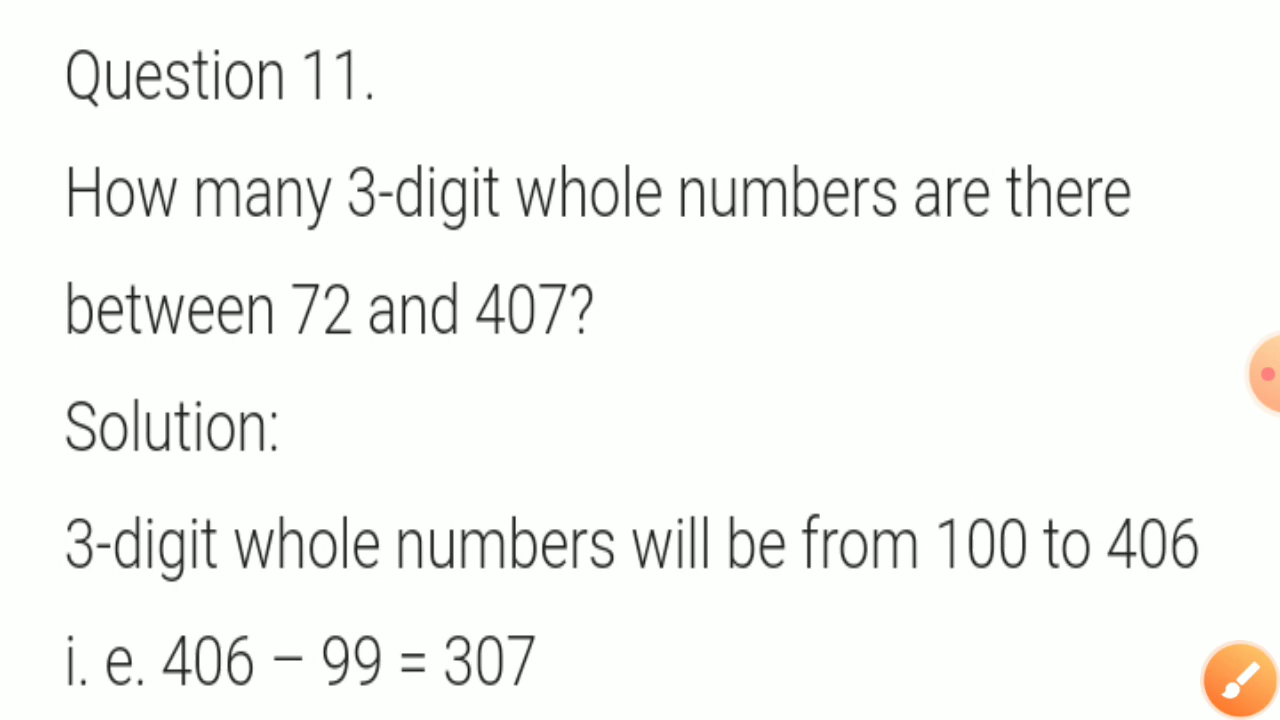 Question 11.
How many 3-digit whole numbers are there
between 72 and 407?
Solution:
3-digit whole numbers will be from 100 to 406
i. e. 406 – 99 = 307